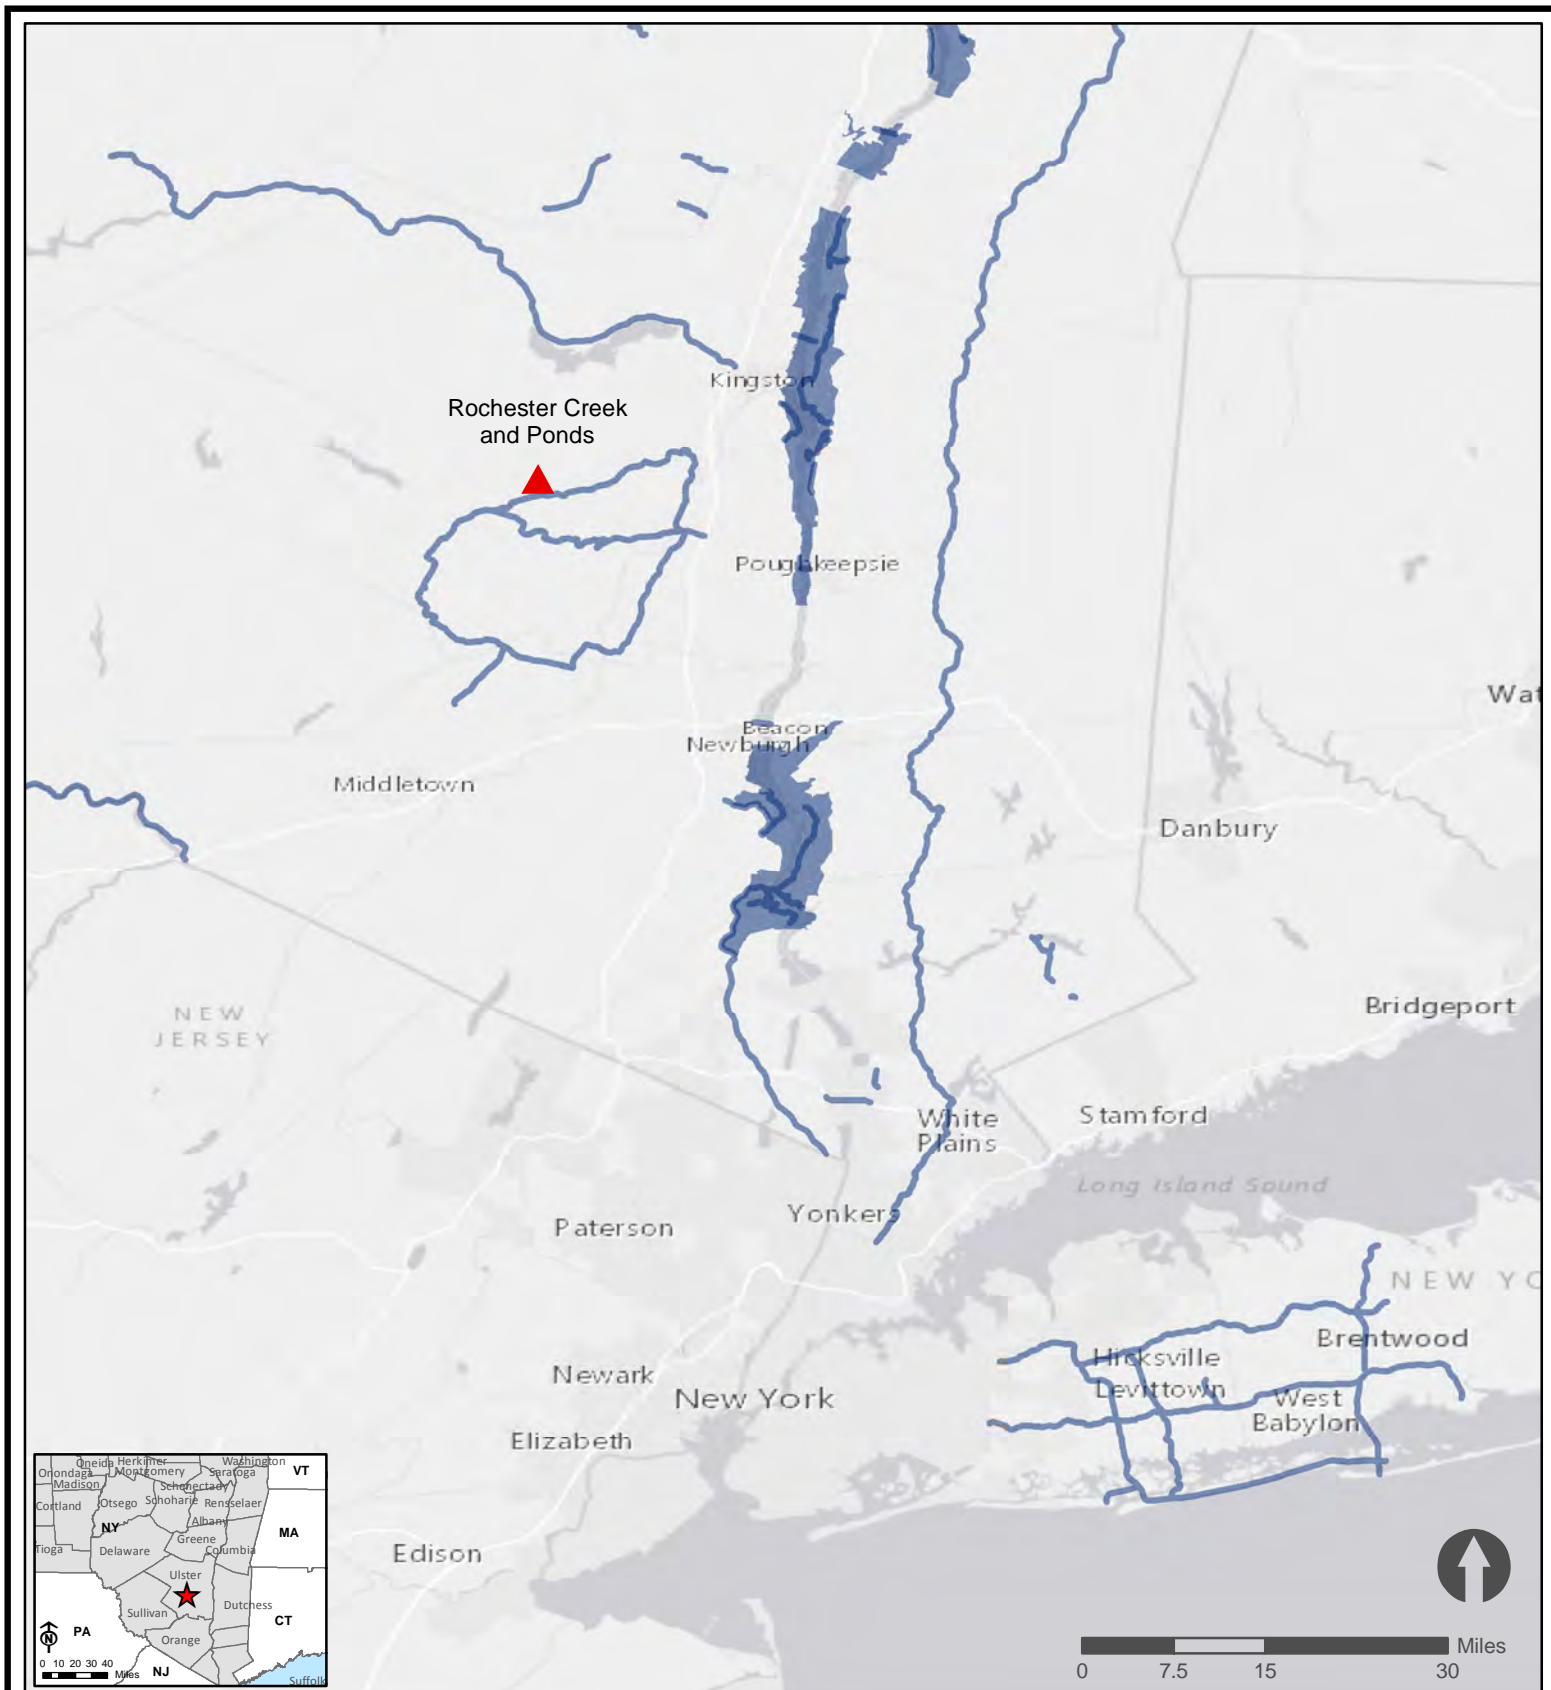 Rochester Creek
and Ponds
Kingston
Poughkeepsie
Beacon
Newburgh
Wat
Middletown
Danbury
NEW
JERSEY
Bridgeport
White
Plains
Stamford
Long Island Sound
Yonkers
Paterson
NEW YO
Brentwood
Hicksville
Levittown
West
Babylon
Newark
New York
Elizabeth
Edison
Oneida
Herkimer
Washington
Onondaga
Montgomery
Saratoga
VT
Madison
Schenectady
Cortland
Otsego
Schoharie
Rensselaer
NY
Albany
MA
Greene
Tioga
Delaware
Columbia
Ulster
Sullivan
Dutchess
CT
PA
Orange
N
0 10 20 30 40
Miles
NJ
Suffolk
Miles
0 7.5 15 30